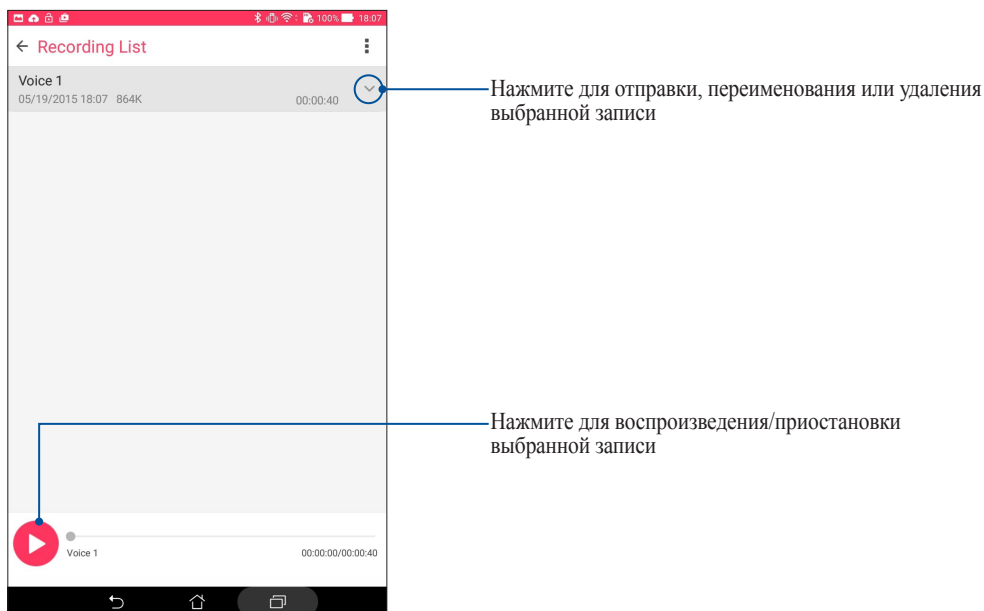 100% 18:07
Recording List
Voice 1
05/19/2015 18:07 864K 00:00:40
Нажмите для отправки, переименования или удаления
выбранной записи
Нажмите для воспроизведения/приостановки
выбранной записи
Voice 1 00:00:00/00:00:40